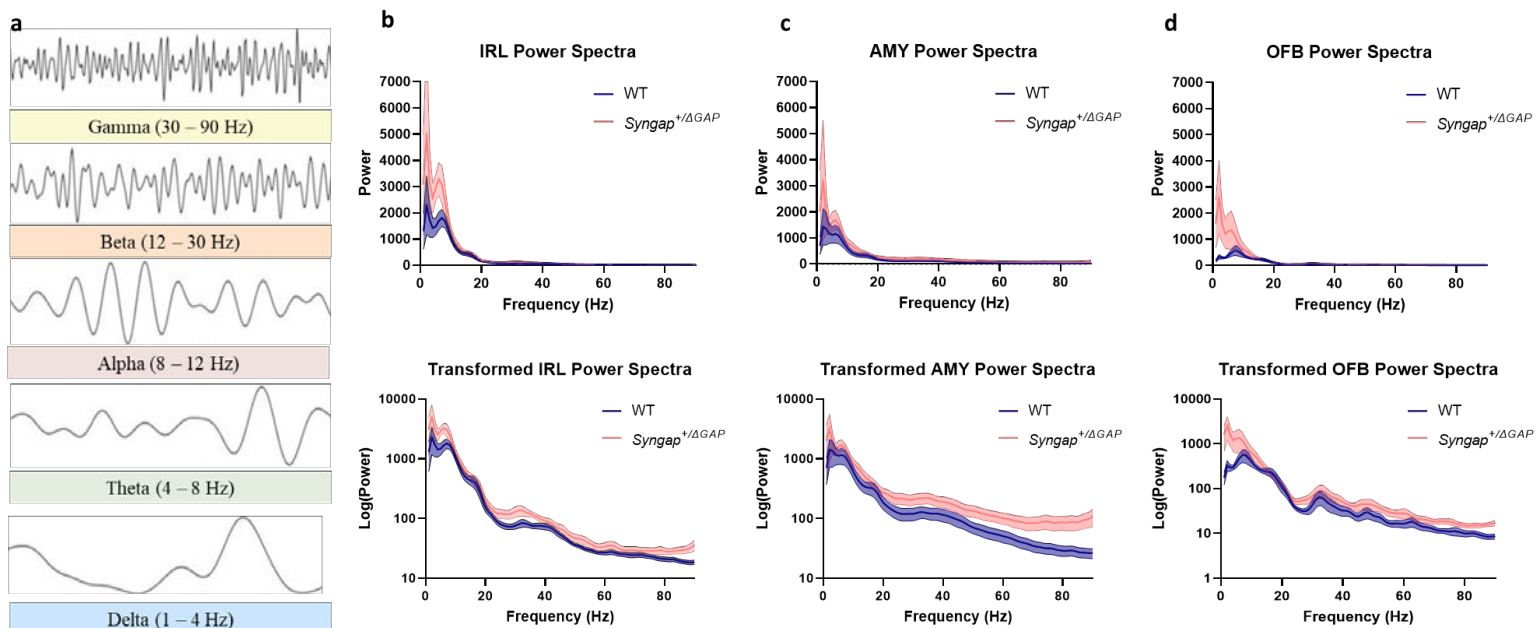 a
Gamma (30 – 90 Hz)
Beta (12 – 30 Hz)
Alpha (8 – 12 Hz)
Theta (4 – 8 Hz)
Delta (1 – 4 Hz)
b
IRL Power Spectra
7000
6000
5000
4000
3000
2000
1000
0
Power
WT
Syngap+/ΔGAP
0 20 40 60 80
Frequency (Hz)
Transformed IRL Power Spectra
10000
1000
100
10
Log(Power)
WT
Syngap+/ΔGAP
0 20 40 60 80
Frequency (Hz)
c
AMY Power Spectra
7000
6000
5000
4000
3000
2000
1000
0
Power
WT
Syngap+/ΔGAP
0 20 40 60 80
Frequency (Hz)
Transformed AMY Power Spectra
10000
1000
100
10
Log(Power)
WT
Syngap+/ΔGAP
0 20 40 60 80
Frequency (Hz)
d
OFB Power Spectra
7000
6000
5000
4000
3000
2000
1000
0
Power
WT
Syngap+/ΔGAP
0 20 40 60 80
Frequency (Hz)
Transformed OFB Power Spectra
10000
1000
100
10
1
Log(Power)
WT
Syngap+/ΔGAP
0 20 40 60 80
Frequency (Hz)